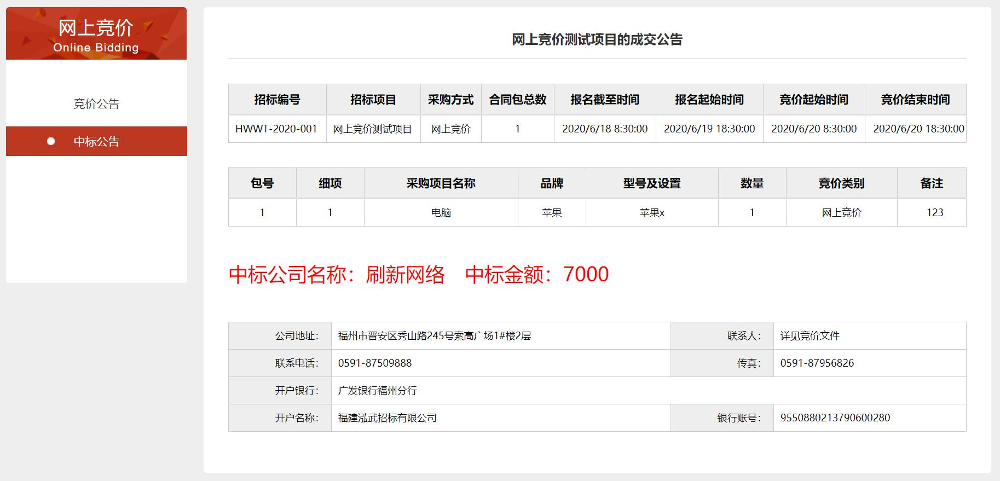 网上竞价
Online Bidding
竞价公告
中标公告
网上竞价测试项目的成交公告
招标编号 招标项目 采购方式 合同包总数 报名截至时间 报名起始时间 竞价起始时间 竞价结束时间
HWWT-2020-001 网上竞价测试项目 网上竞价 1 2020/6/18 8:30:00 2020/6/19 18:30:00 2020/6/20 8:30:00 2020/6/20 18:30:00
包号 细项 采购项目名称 品牌 型号及设置 数量 竞价类别 备注
1 1 电脑 苹果 苹果x 1 网上竞价 123
中标公司名称：刷新网络 中标金额：7000
公司地址： 福州市晋安区秀山路245号索高广场1#楼2层 联系人： 详见竞价文件
联系电话： 0591-87509888 传真： 0591-87956826
开户银行： 广发银行福州分行
开户名称： 福建泓武招标有限公司 银行账号： 9550880213790600280